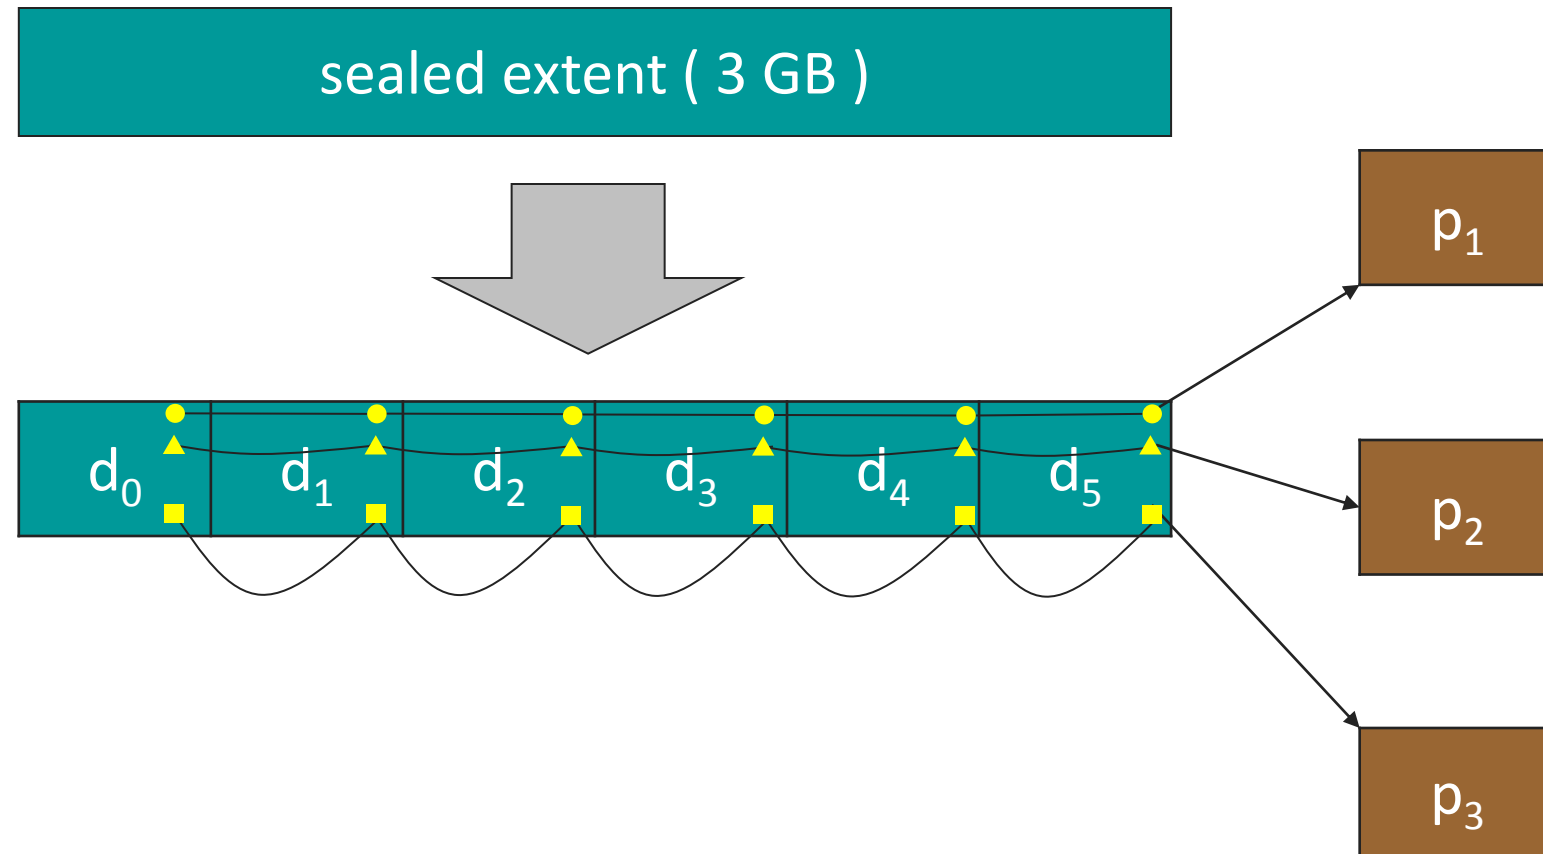 sealed extent ( 3 GB )
p₁
d₀ d₁ d₂ d₃ d₄ d₅
p₂
p₃